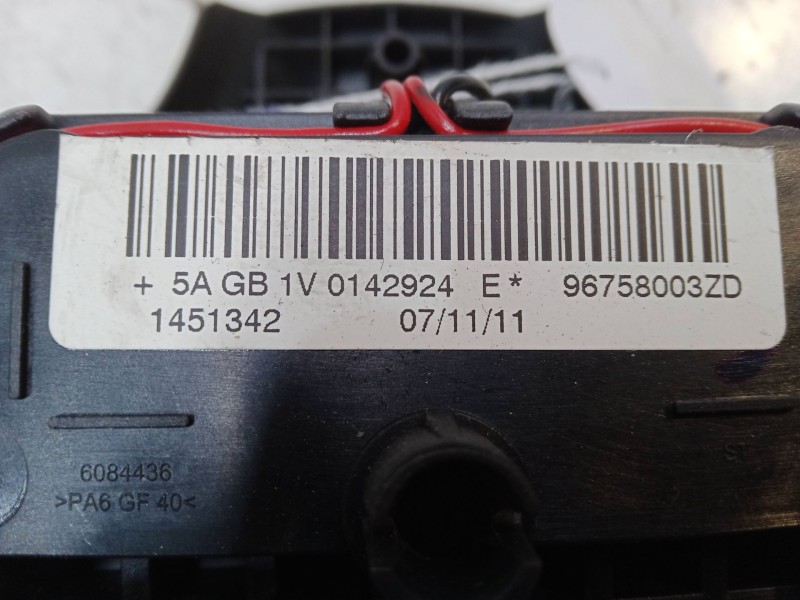 + 5A GB 1V 0142924 E* 96758003ZD
1451342 07/11/11
6084436
>PA6 GF 40<